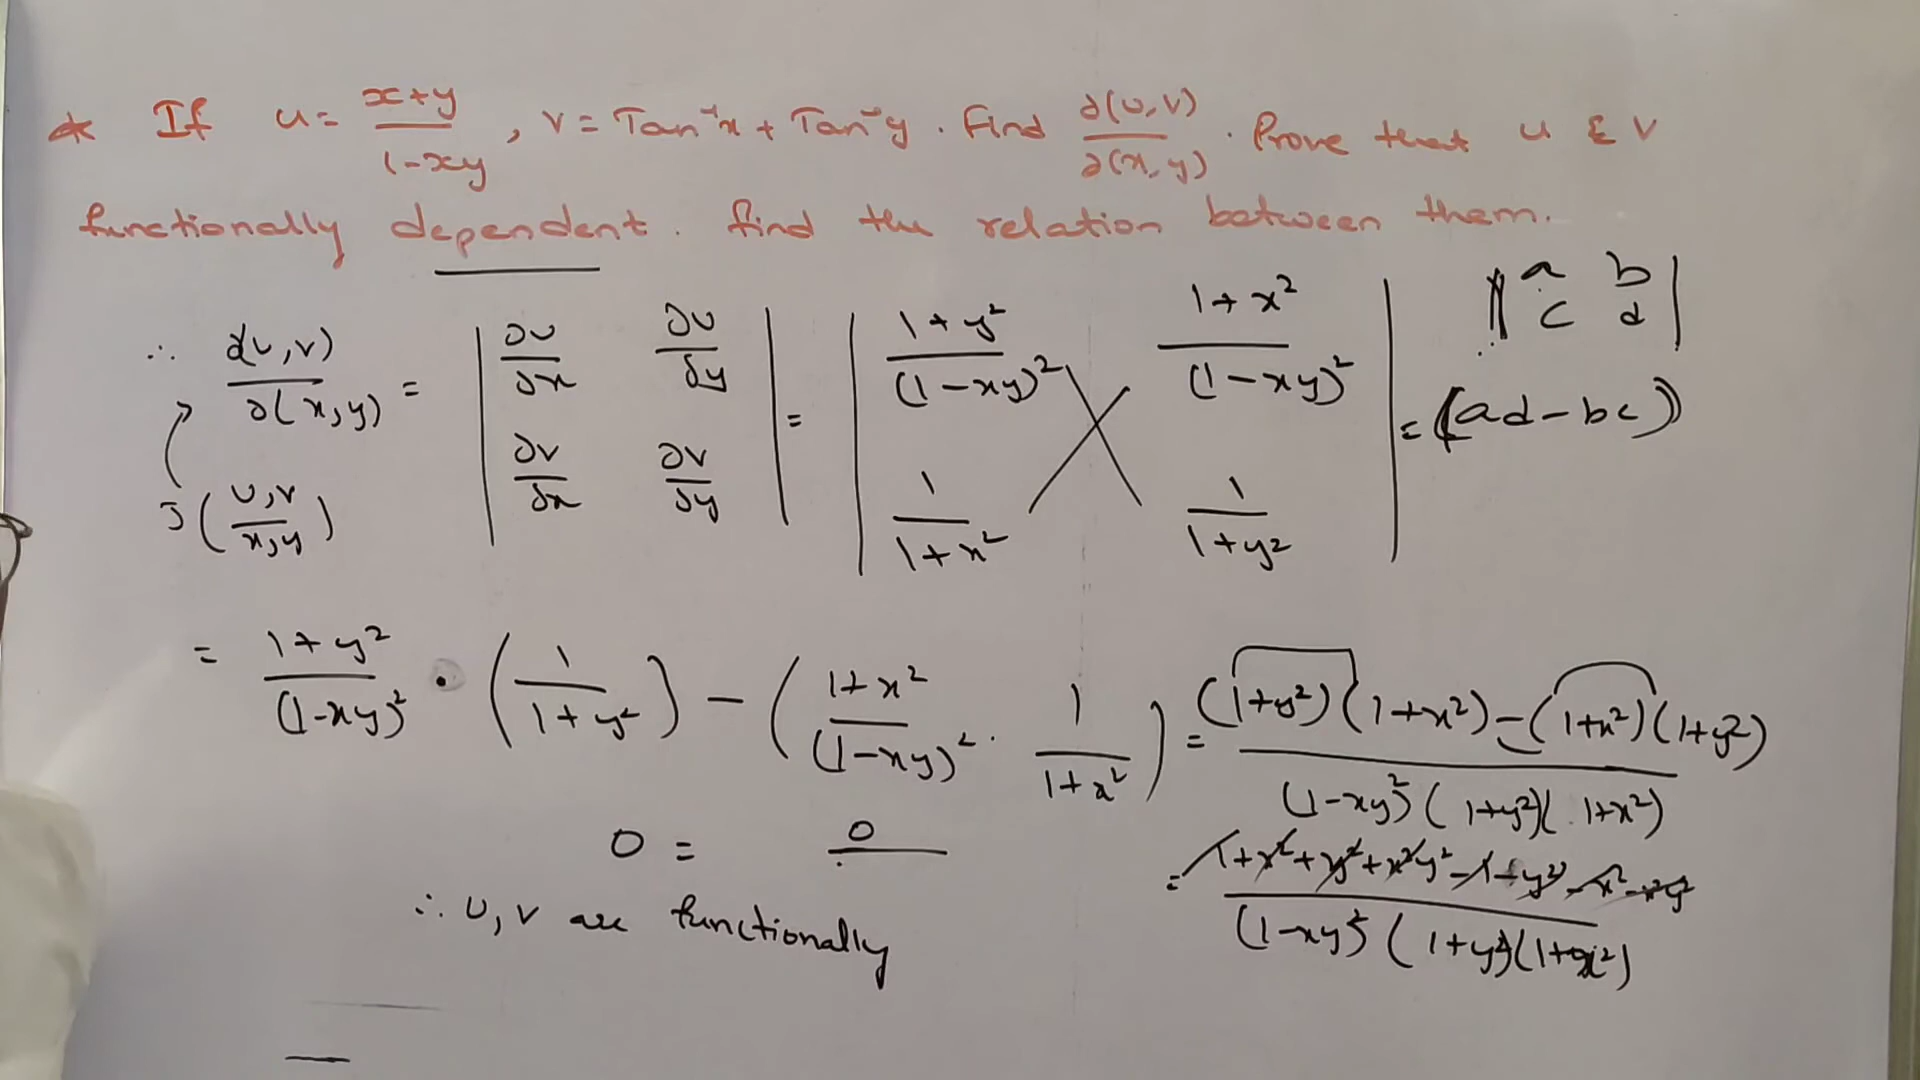 * If u = x+y / 1-xy , v = Tan⁻¹x + Tan⁻¹y . Find ∂(u,v) / ∂(x,y) . Prove that u & v
functionally dependent. find the relation between them.
∴ ∂(u,v) / ∂(x,y) = | ∂u/∂x ∂u/∂y ; ∂v/∂x ∂v/∂y | = | 1+y²/(1-xy)² 1+x²/(1-xy)² ; 1/1+x² 1/1+y² | = (ad-bc)
| a b ; c d |
J(u,v / x,y)
= 1+y²/(1-xy)² · (1/1+y²) - (1+x²/(1-xy)² · 1/1+x²) = (1+y²)(1+x²)-(1+x²)(1+y²) / (1-xy)²(1+y²)(1+x²)
0 = 0
= 1+x²+y²+x²y²-1-y²-x²-x²y² / (1-xy)²(1+y²)(1+x²)
∴ u, v are functionally